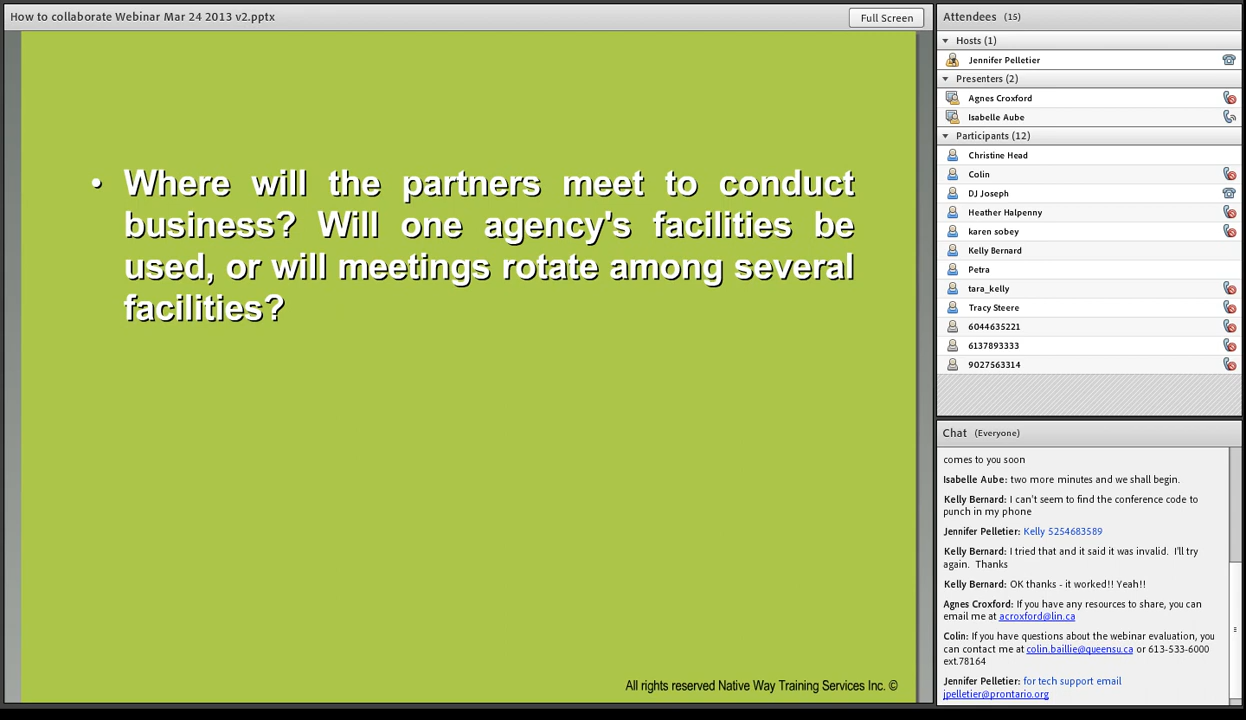 How to collaborate Webinar Mar 24 2013 v2.pptx
Full Screen
• Where will the partners meet to conduct
business? Will one agency's facilities be
used, or will meetings rotate among several
facilities?
All rights reserved Native Way Training Services Inc. ©
Attendees (15)
Hosts (1)
Jennifer Pelletier
Presenters (2)
Agnes Croxford
Isabelle Aube
Participants (12)
Christine Head
Colin
DJ Joseph
Heather Halpenny
karen sobey
Kelly Bernard
Petra
tara_kelly
Tracy Steere
6044635221
6137893333
9027563314
Chat (Everyone)
comes to you soon
Isabelle Aube: two more minutes and we shall begin.
Kelly Bernard: I can't seem to find the conference code to
punch in my phone
Jennifer Pelletier: Kelly 5254683589
Kelly Bernard: I tried that and it said it was invalid. I'll try
again. Thanks
Kelly Bernard: OK thanks - it worked!! Yeah!!
Agnes Croxford: If you have any resources to share, you can
email me at acroxford@lin.ca
Colin: If you have questions about the webinar evaluation, you
can contact me at colin.baillie@queensu.ca or 613-533-6000
ext.78164
Jennifer Pelletier: for tech support email
jpelletier@prontario.org